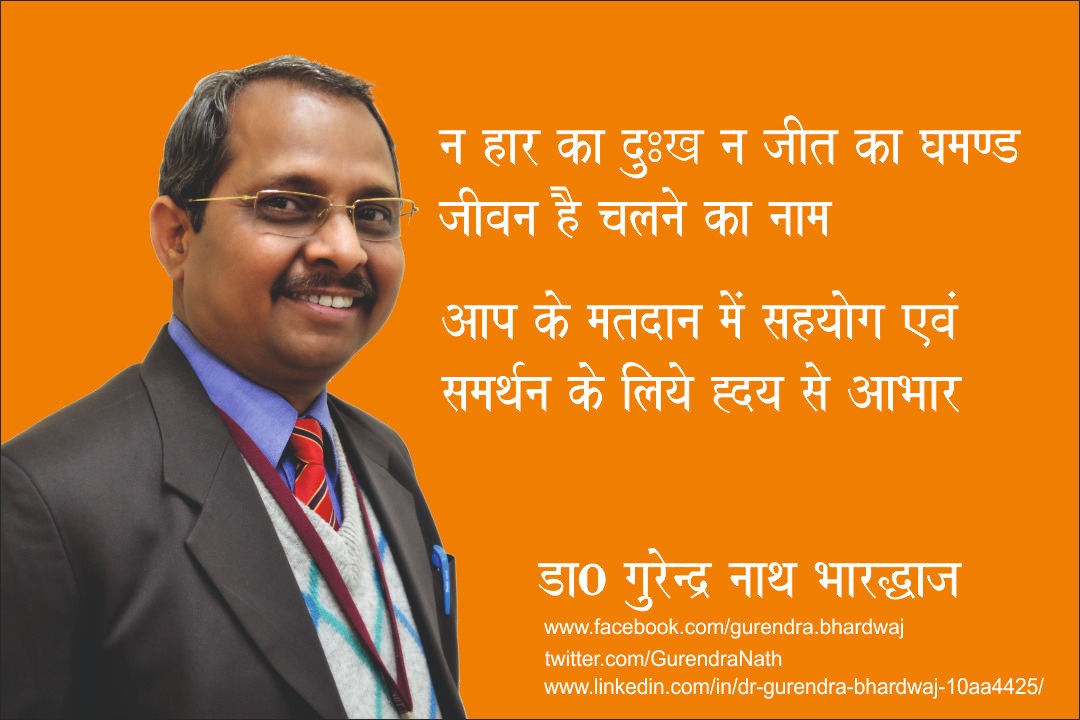 न हार का दुःख न जीत का घमण्ड
जीवन है चलने का नाम
आप के मतदान में सहयोग एवं
समर्थन के लिये ह्दय से आभार
डा0 गुरेन्द्र नाथ भारद्धाज
www.facebook.com/gurendra.bhardwaj
twitter.com/GurendraNath
www.linkedin.com/in/dr-gurendra-bhardwaj-10aa4425/